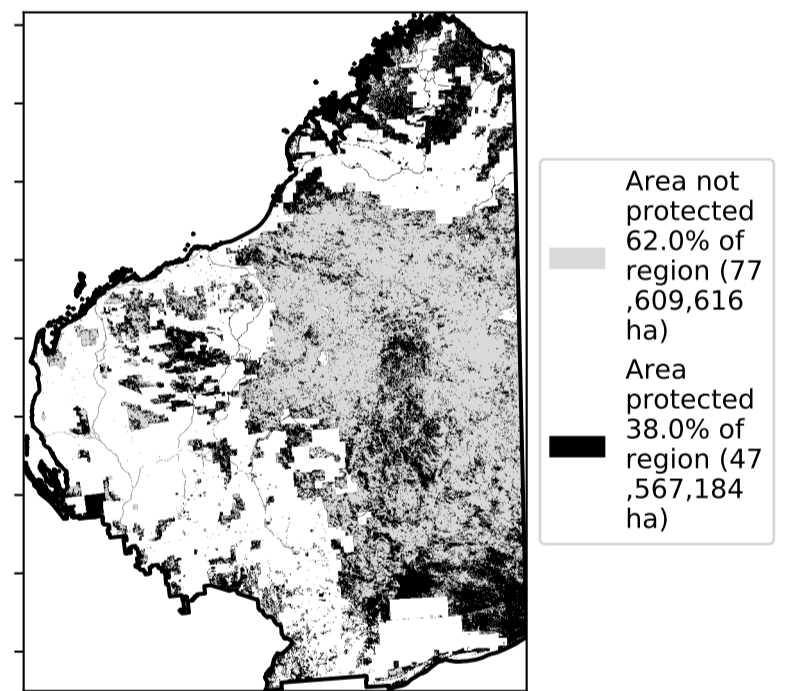 Area not
protected
62.0% of
region (77
,609,616
ha)
Area
protected
38.0% of
region (47
,567,184
ha)